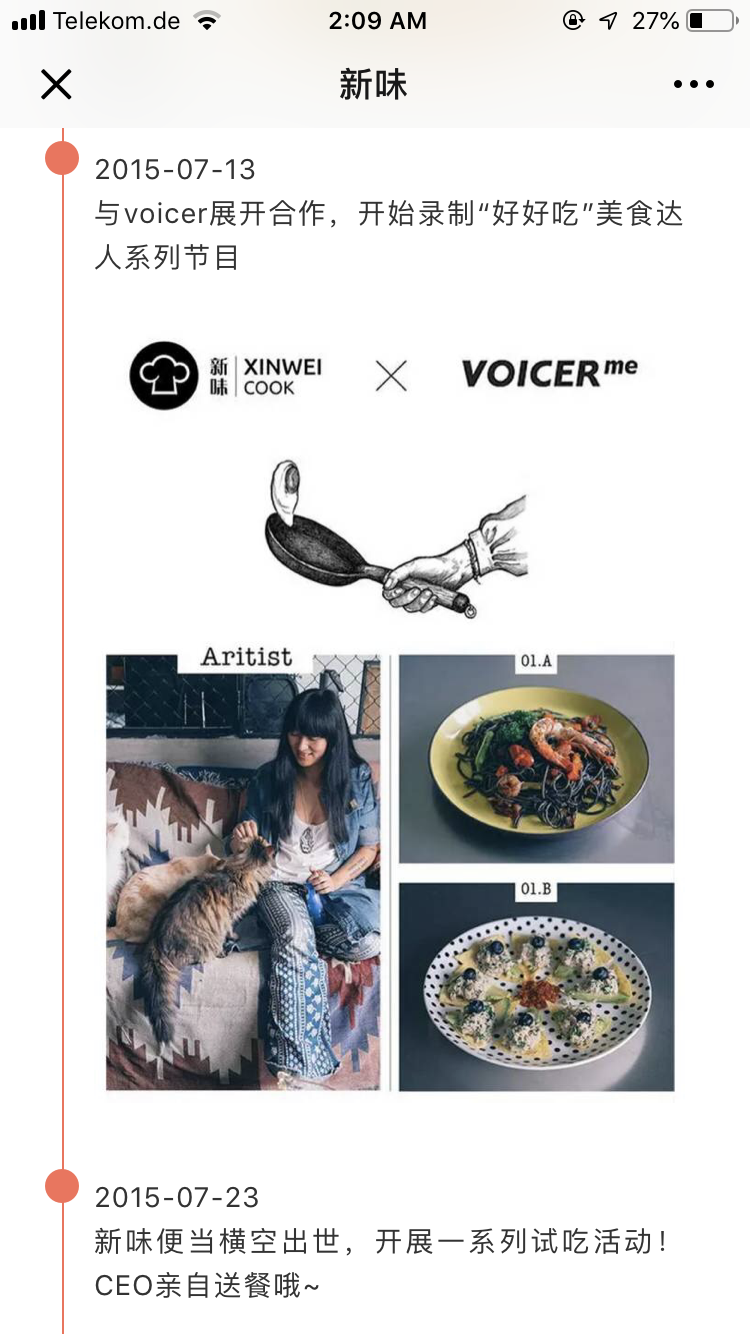 Telekom.de
2:09 AM
27%
新味
2015-07-13
与voicer展开合作，开始录制“好好吃”美食达
人系列节目
新味
XINWEI
COOK
VOICER me
Aritist
01.A
01.B
2015-07-23
新味便当横空出世，开展一系列试吃活动！
CEO亲自送餐哦~